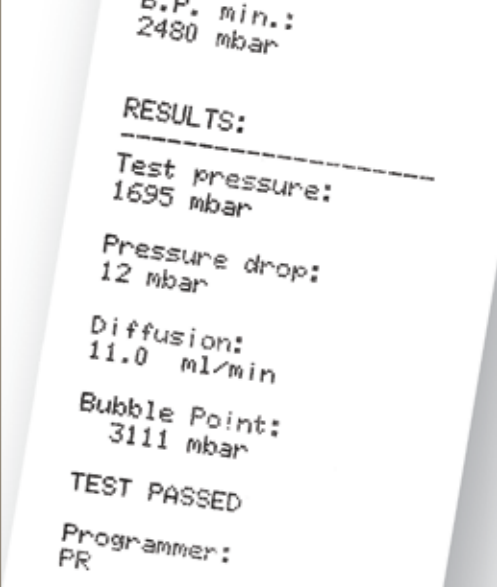 B.P. min.:
2480 mbar
RESULTS:
--------------------
Test pressure:
1695 mbar
Pressure drop:
12 mbar
Diffusion:
11.0 ml/min
Bubble Point:
3111 mbar
TEST PASSED
Programmer:
PR